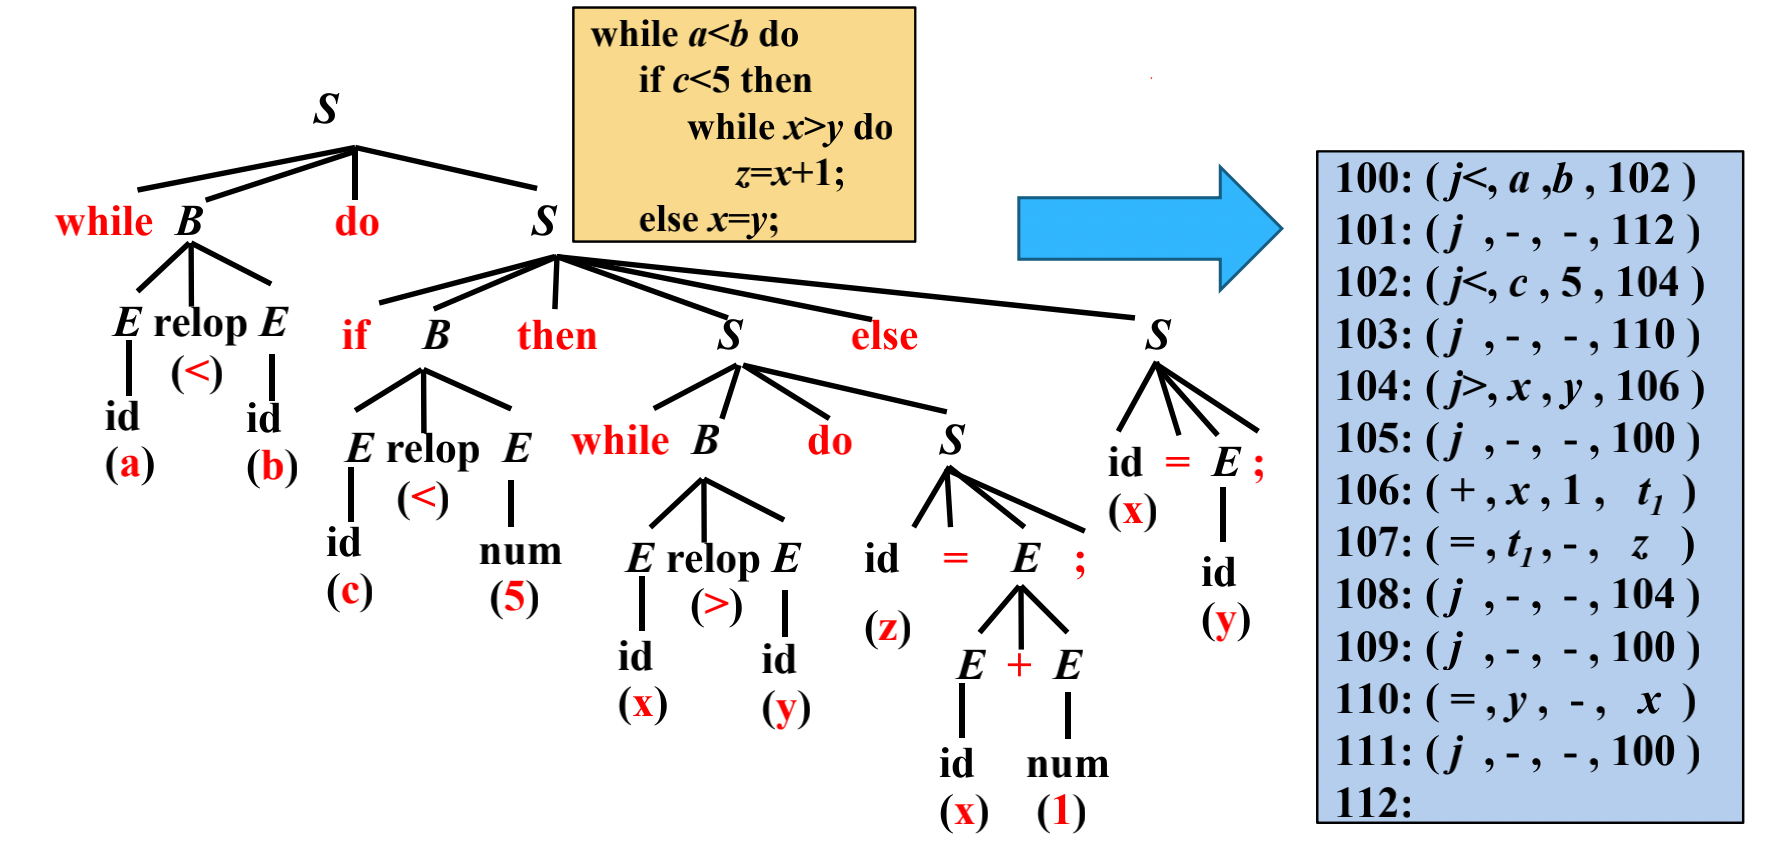 while a<b do
if c<5 then
while x>y do
z=x+1;
else x=y;
S
while B do S
E relop E
(<)
id id
(a) (b)
if B then S else S
E relop E
(<)
id num
(c) (5)
while B do S
id = E ;
(x)
id
(y)
E relop E
(>)
id id
(x) (y)
id = E ;
(z)
E + E
id num
(x) (1)
100: ( j<, a ,b , 102 )
101: ( j , - , - , 112 )
102: ( j<, c , 5 , 104 )
103: ( j , - , - , 110 )
104: ( j>, x , y , 106 )
105: ( j , - , - , 100 )
106: ( + , x , 1 , t1 )
107: ( = , t1 , - , z )
108: ( j , - , - , 104 )
109: ( j , - , - , 100 )
110: ( = , y , - , x )
111: ( j , - , - , 100 )
112: